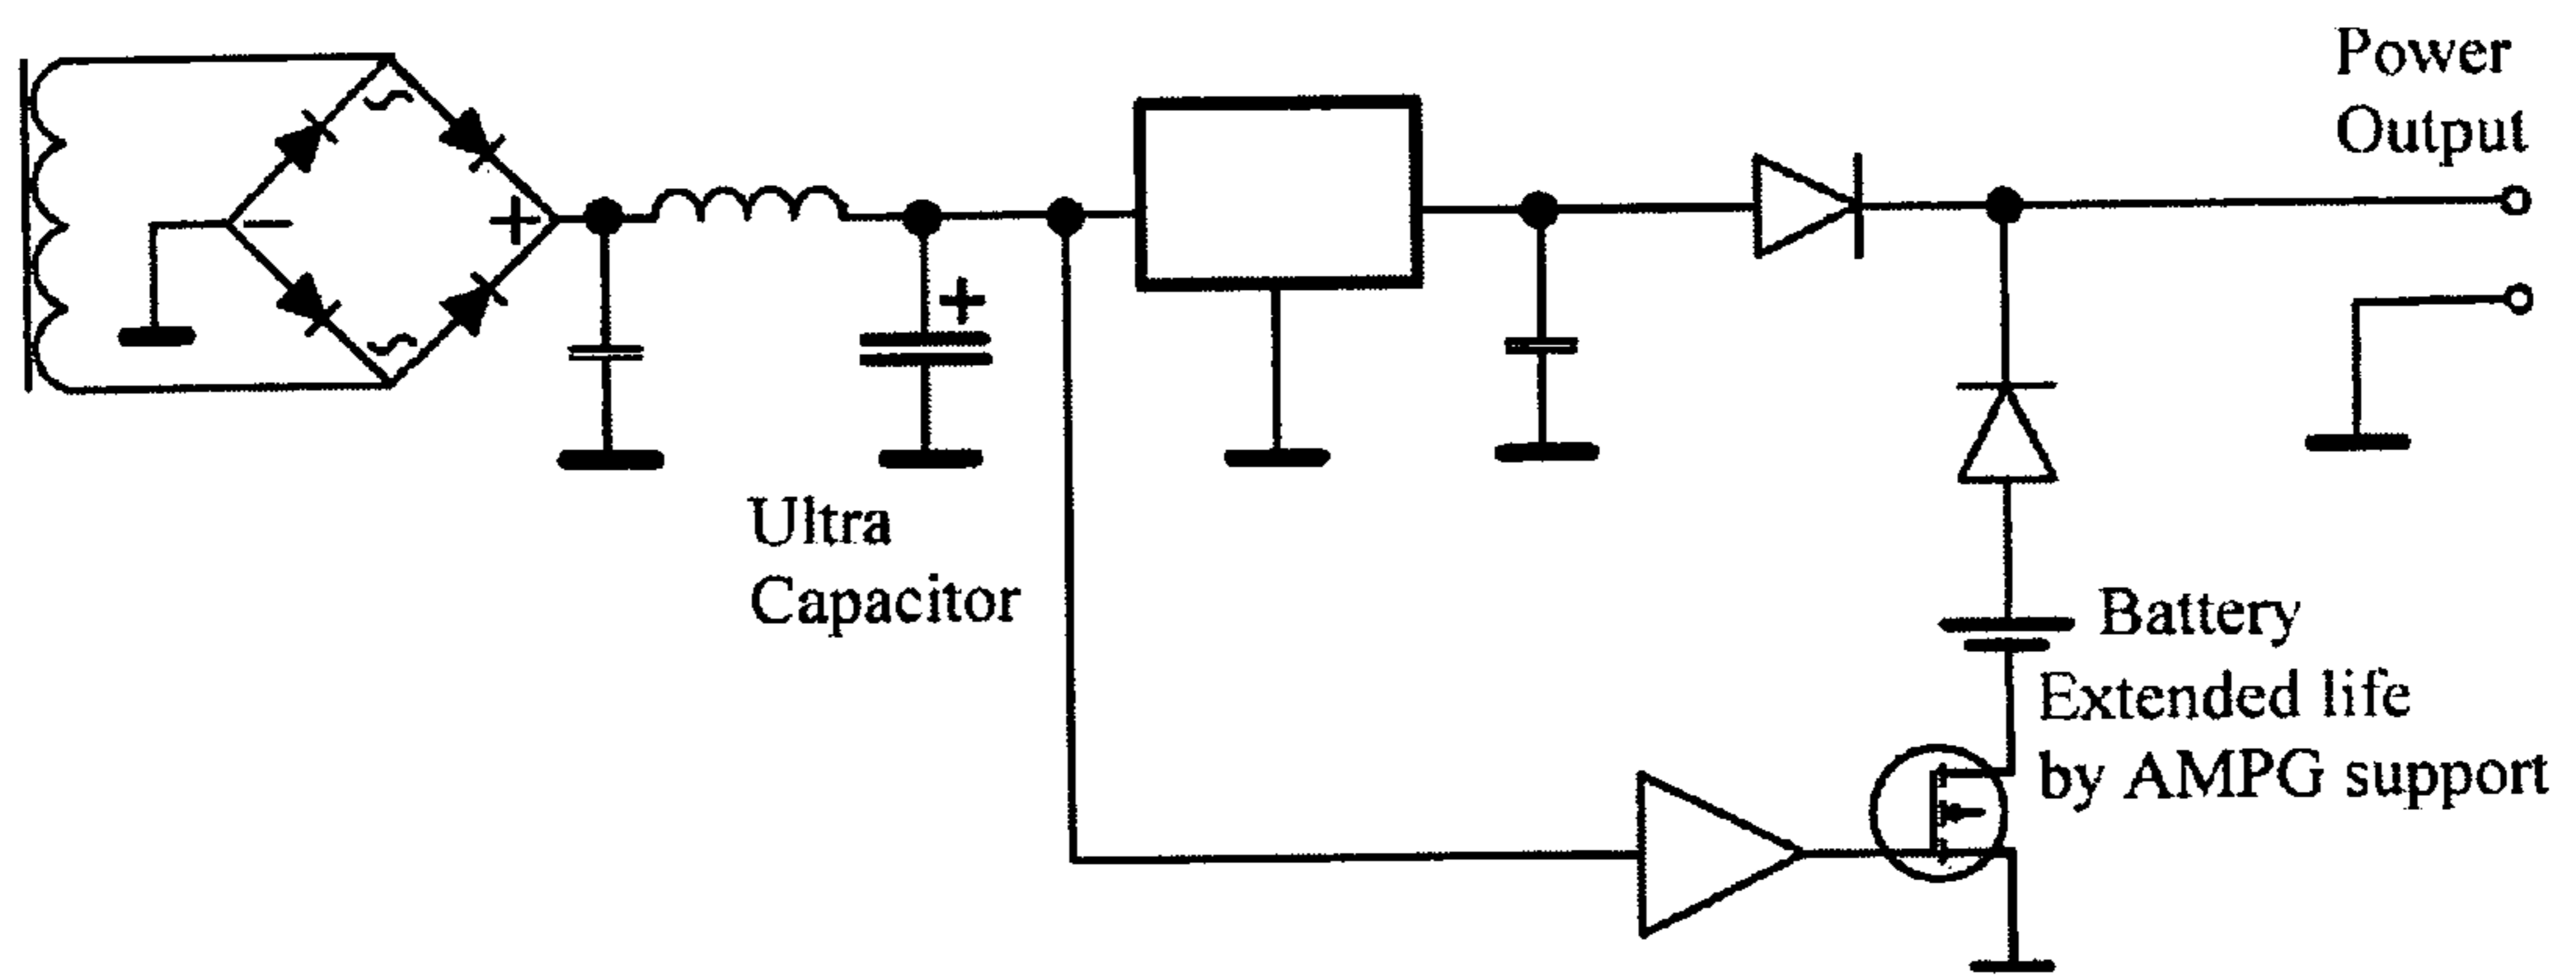 Power
Output
Ultra
Capacitor
Battery
Extended life
by AMPG support